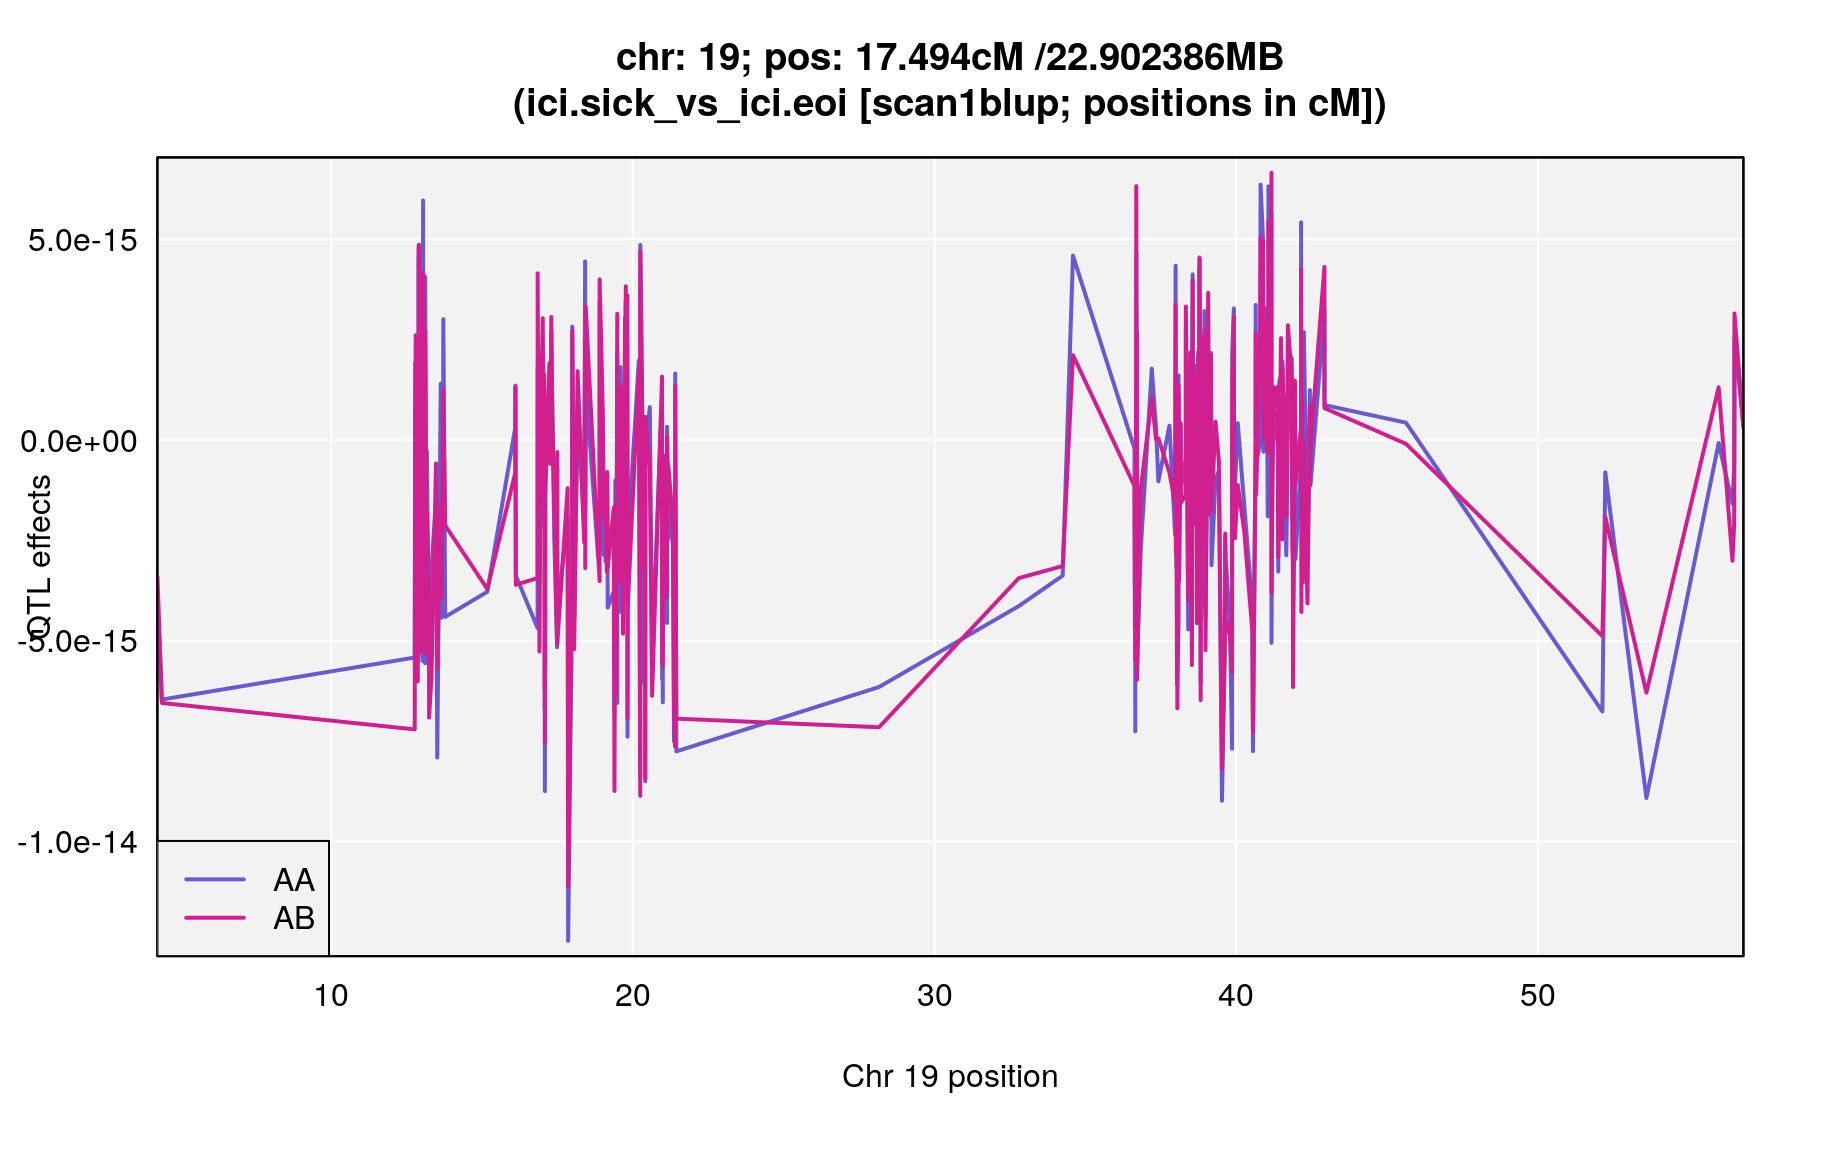 chr: 19; pos: 17.494cM /22.902386MB
(ici.sick_vs_ici.eoi [scan1blup; positions in cM])
QTL effects
5.0e-15
0.0e+00
-5.0e-15
-1.0e-14
AA
AB
10 20 30 40 50
Chr 19 position